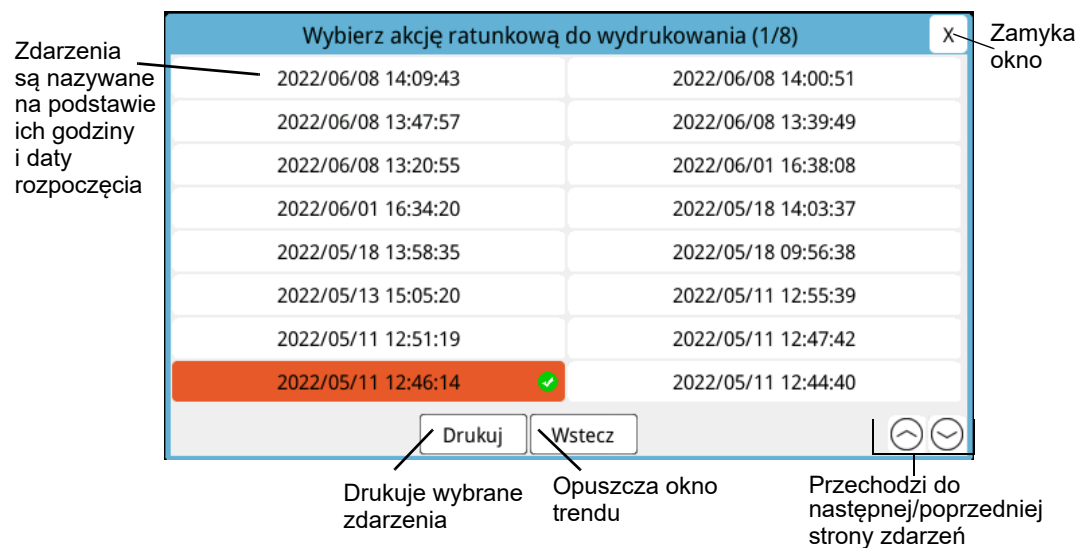 Wybierz akcję ratunkową do wydrukowania (1/8)
X
Zamyka
okno
Zdarzenia
są nazywane
na podstawie
ich godziny
i daty
rozpoczęcia
2022/06/08 14:09:43
2022/06/08 14:00:51
2022/06/08 13:47:57
2022/06/08 13:39:49
2022/06/08 13:20:55
2022/06/01 16:38:08
2022/06/01 16:34:20
2022/05/18 14:03:37
2022/05/18 13:58:35
2022/05/18 09:56:38
2022/05/13 15:05:20
2022/05/11 12:55:39
2022/05/11 12:51:19
2022/05/11 12:47:42
2022/05/11 12:46:14
2022/05/11 12:44:40
Drukuj
Wstecz
Drukuje wybrane
zdarzenia
Opuszcza okno
trendu
Przechodzi do
następnej/poprzedniej
strony zdarzeń